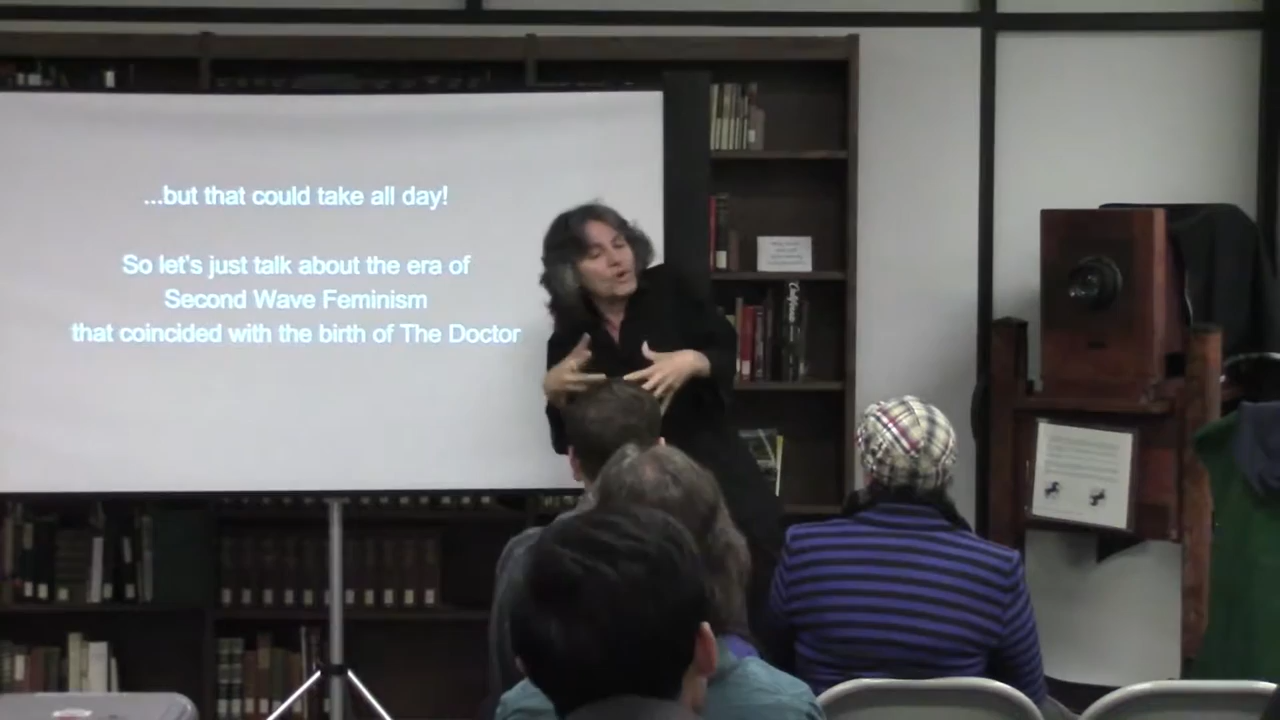 ...but that could take all day!
So let's just talk about the era of
Second Wave Feminism
that coincided with the birth of The Doctor
California